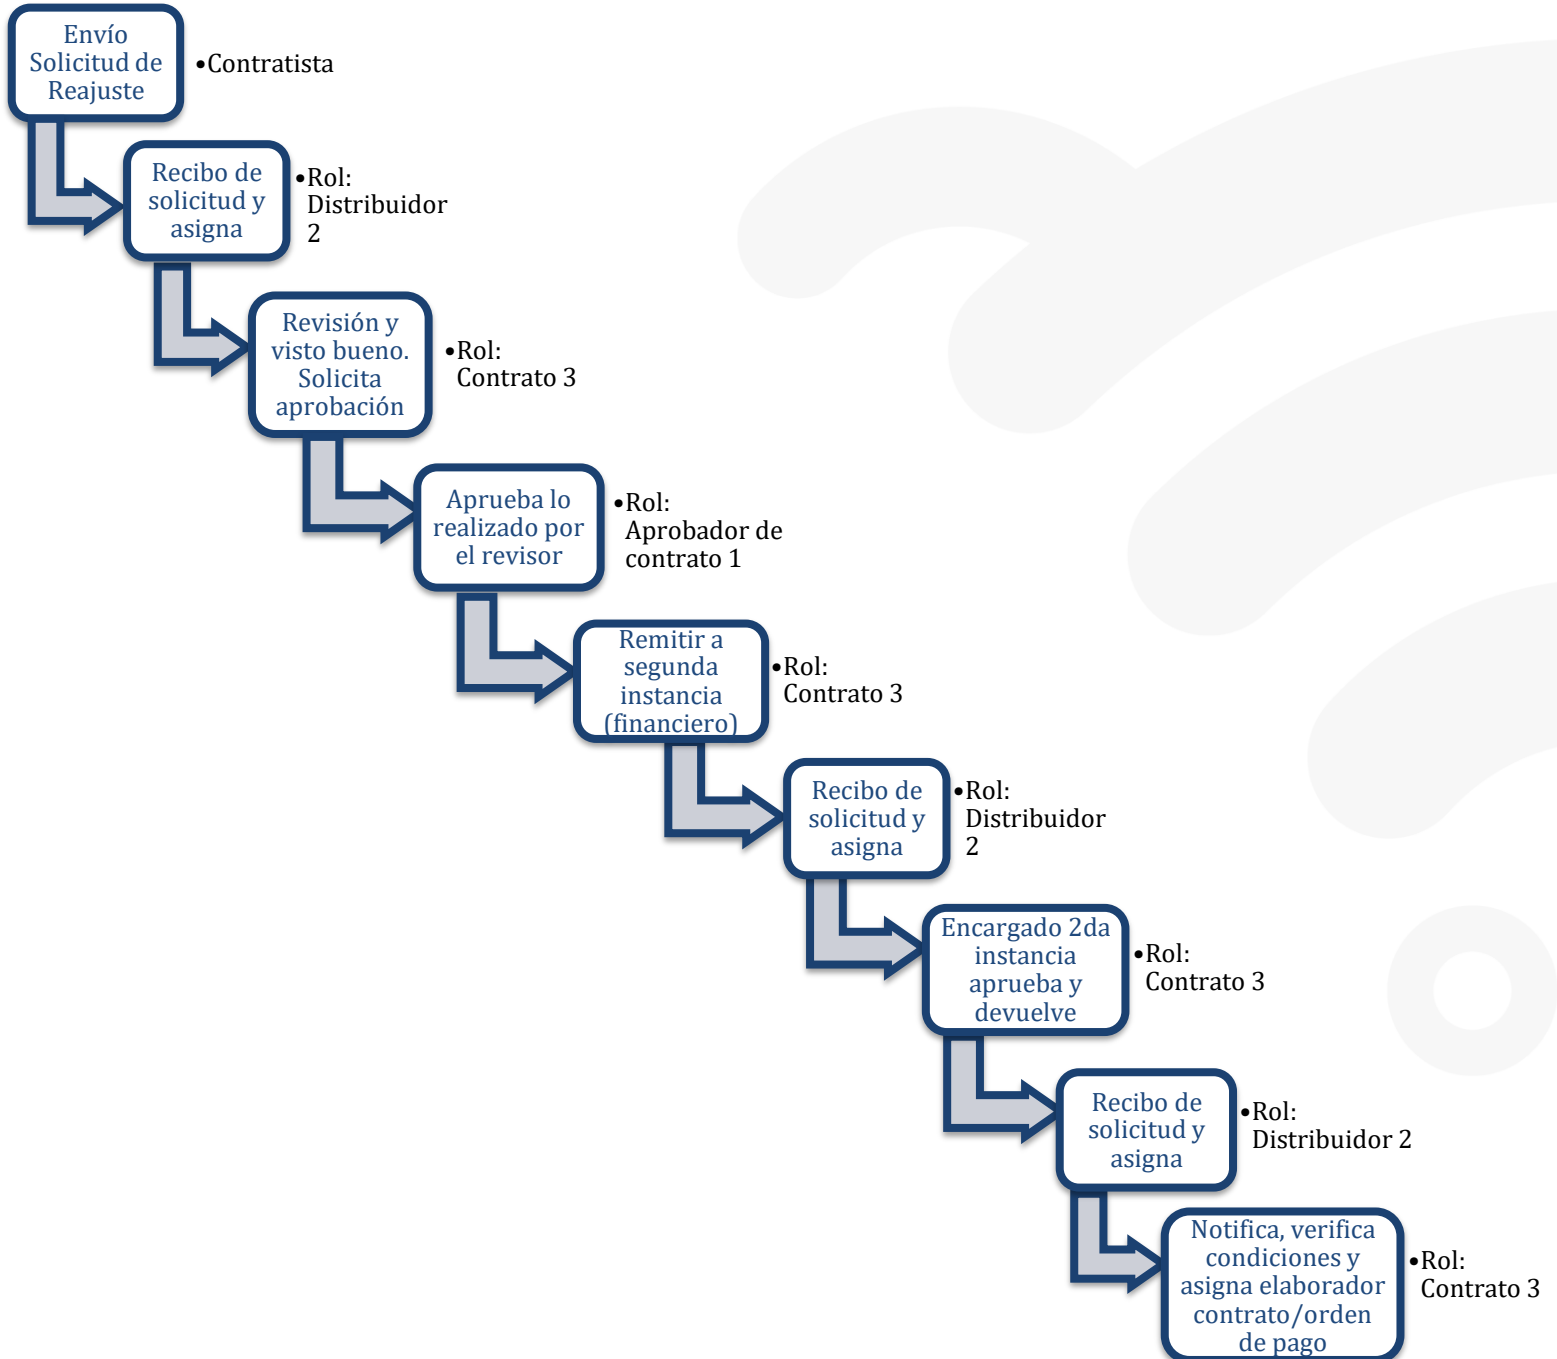 Envío
Solicitud de
Reajuste
•Contratista
Recibo de
solicitud y
asigna
•Rol:
Distribuidor
2
Revisión y
visto bueno.
Solicita
aprobación
•Rol:
Contrato 3
Aprueba lo
realizado por
el revisor
•Rol:
Aprobador de
contrato 1
Remitir a
segunda
instancia
(financiero)
•Rol:
Contrato 3
Recibo de
solicitud y
asigna
•Rol:
Distribuidor
2
Encargado 2da
instancia
aprueba y
devuelve
•Rol:
Contrato 3
Recibo de
solicitud y
asigna
•Rol:
Distribuidor 2
Notifica, verifica
condiciones y
asigna elaborador
contrato/orden
de pago
•Rol:
Contrato 3